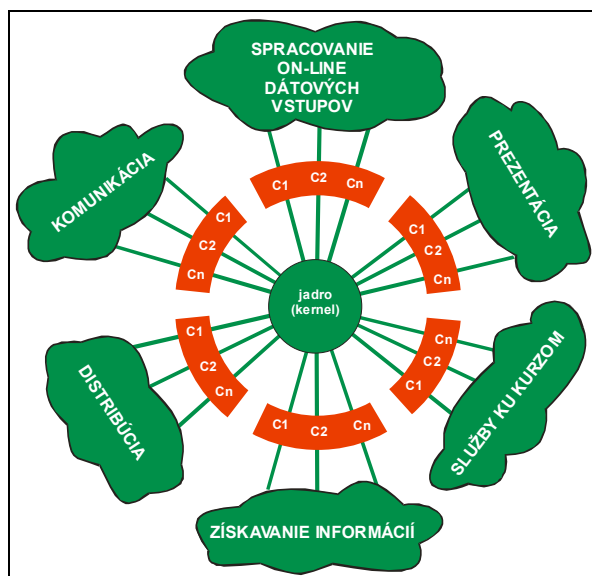 SPRACOVANIE
ON-LINE
DÁTOVÝCH
VSTUPOV
PREZENTÁCIA
KOMUNIKÁCIA
C1
C2
Cn
C1
C2
Cn
C1
C2
Cn
jadro
(kernel)
C1
C2
Cn
Cn
C2
C1
C1
C2
Cn
DISTRIBÚCIA
SLUŽBY KU KURZOM
ZÍSKAVANIE INFORMÁCIÍ